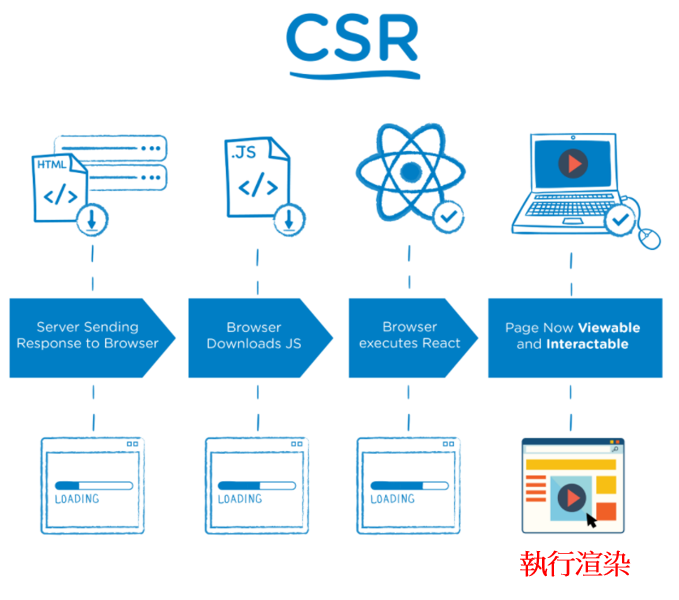 CSR
HTML
</>
.JS
</>
Server Sending
Response to Browser
Browser
Downloads JS
Browser
executes React
Page Now Viewable
and Interactable
LOADING
LOADING
LOADING
執行渲染